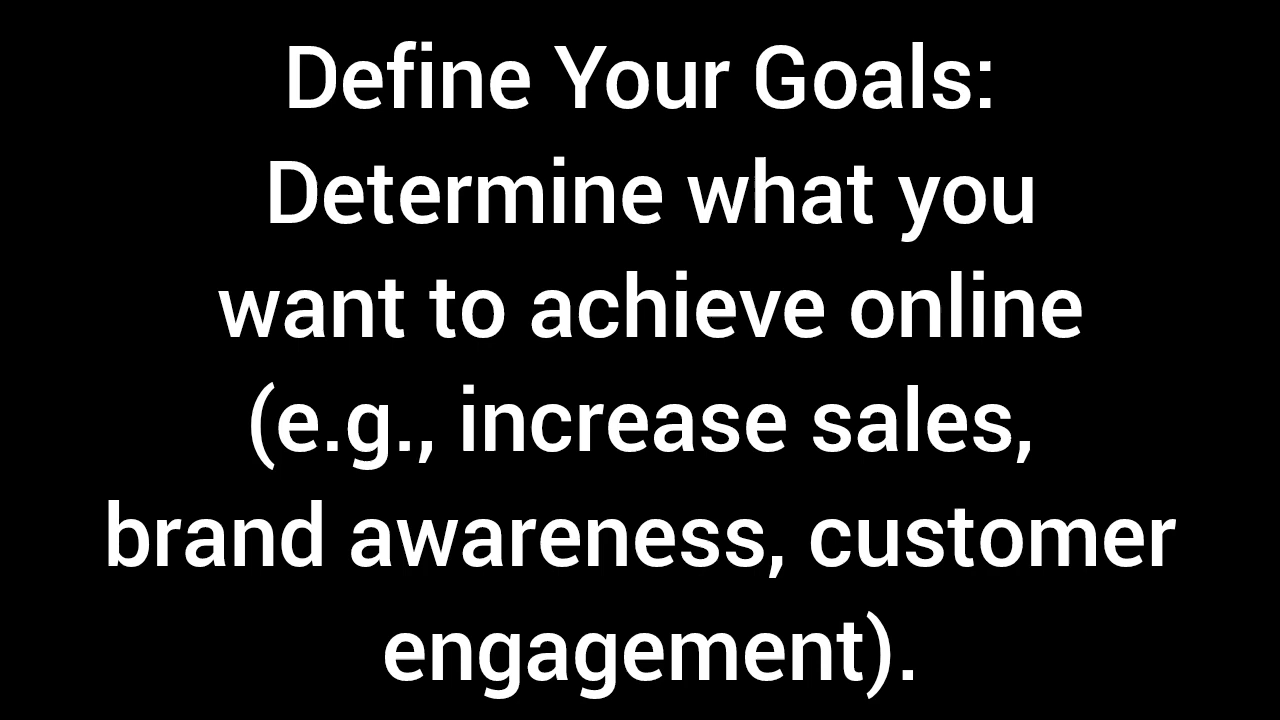 Define Your Goals:
Determine what you
want to achieve online
(e.g., increase sales,
brand awareness, customer
engagement).